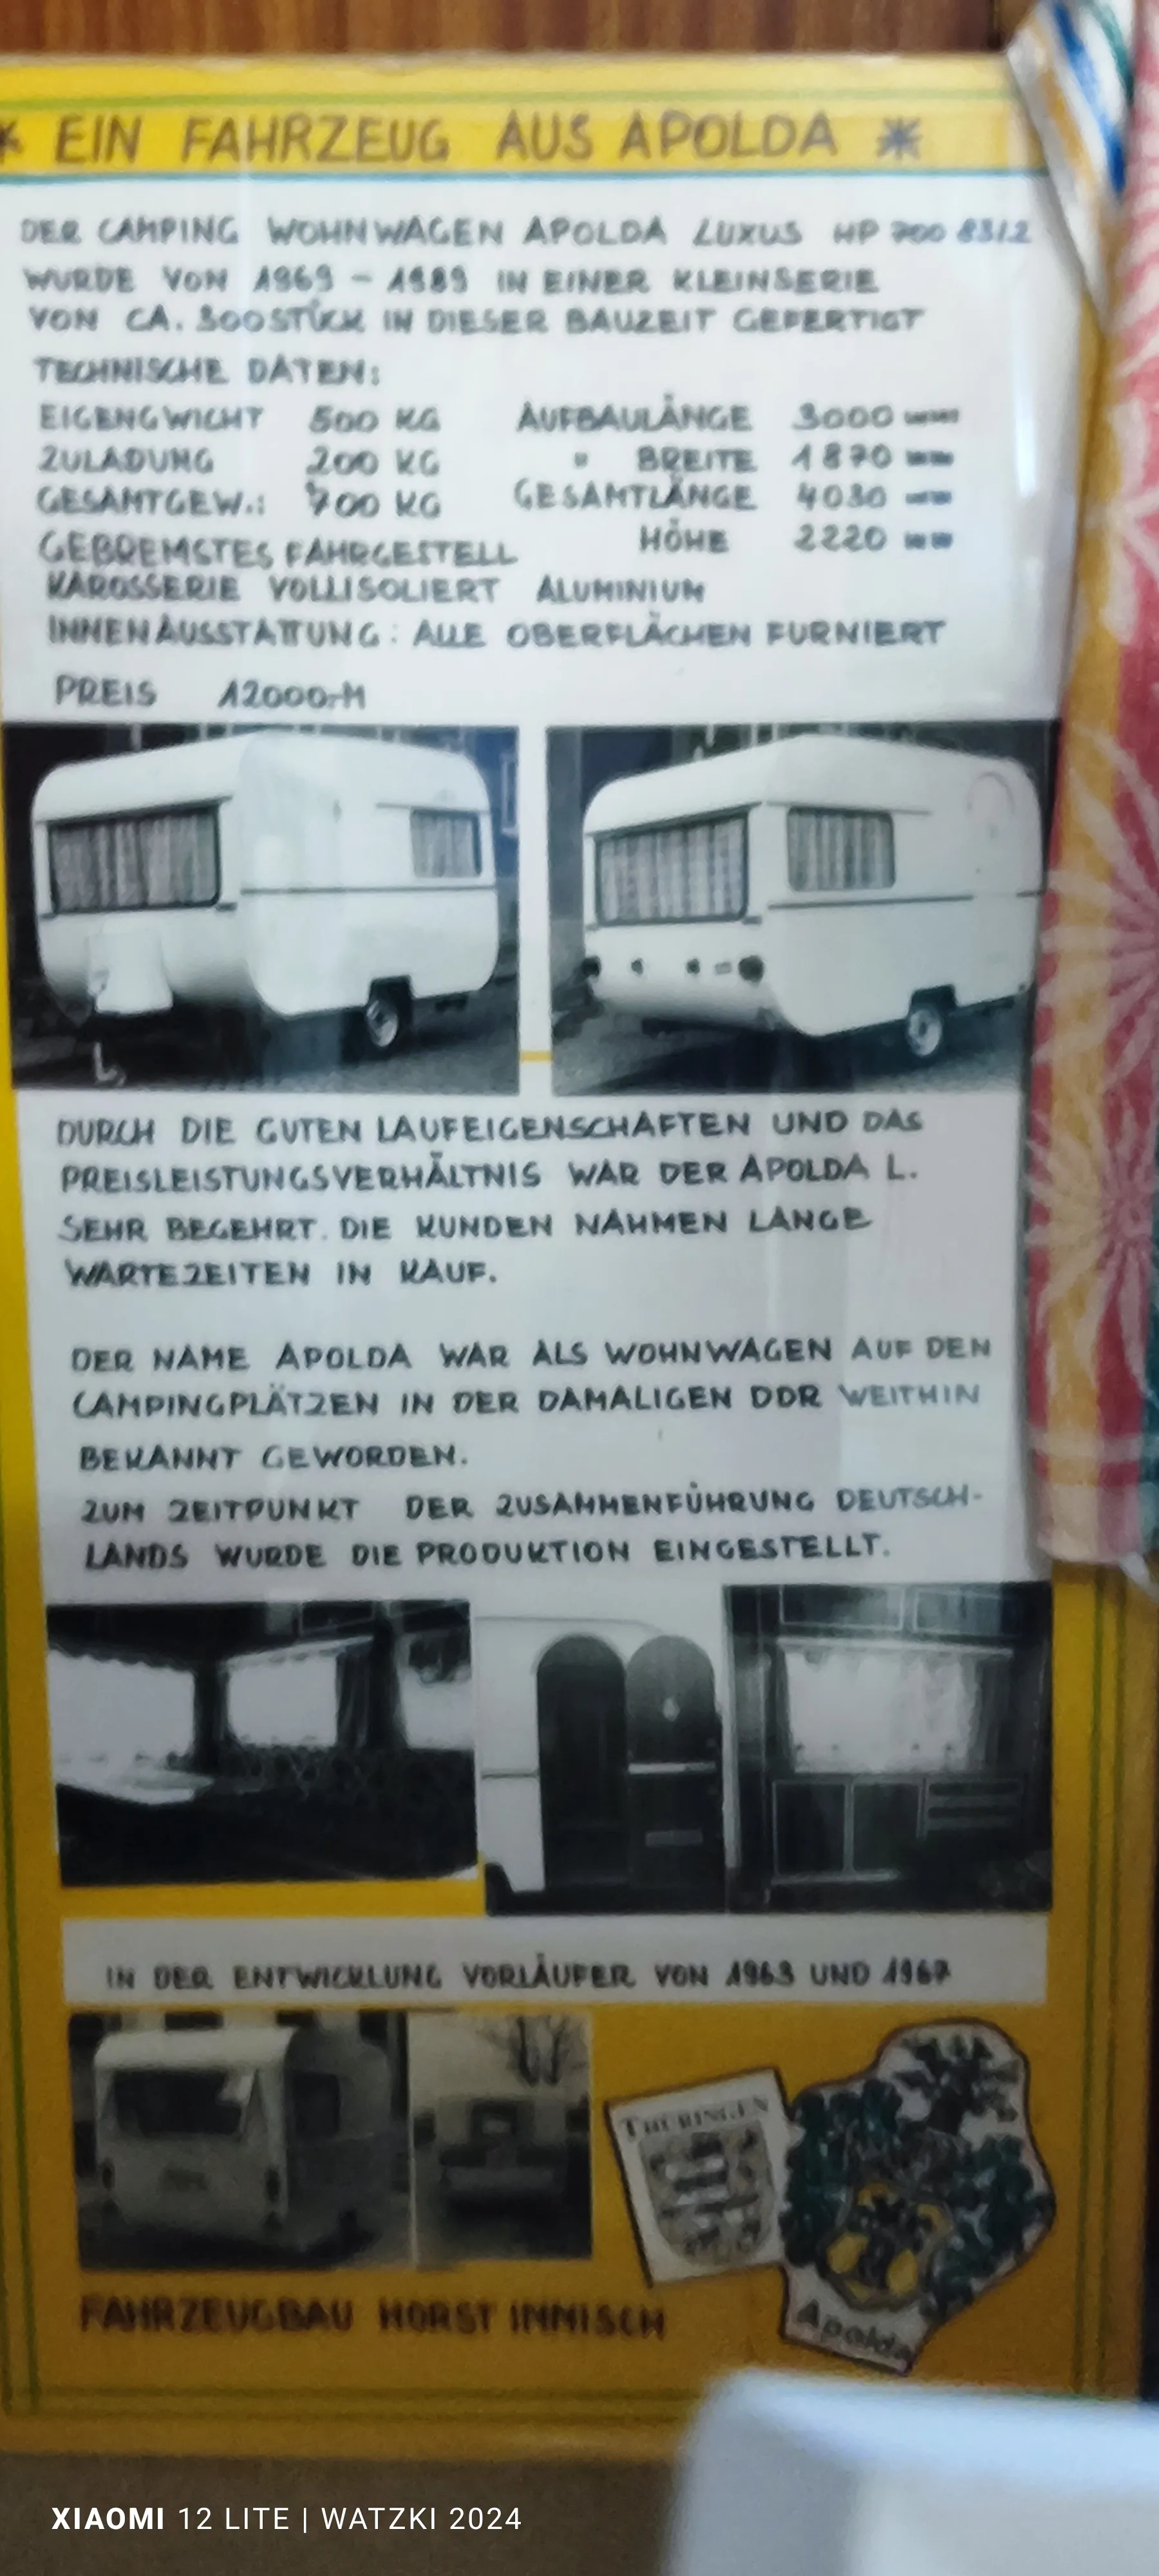 * EIN FAHRZEUG AUS APOLDA *
DER CAMPING WOHNWAGEN APOLDA LUXUS HP 700 83/2
WURDE VON 1969 - 1989 IN EINER KLEINSERIE
VON CA. 300 STÜCK IN DIESER BAUZEIT GEFERTIGT
TECHNISCHE DATEN:
EIGENGWICHT 500 KG AUFBAULÄNGE 3000 mm
ZULADUNG 200 KG " BREITE 1870 mm
GESAMTGEW.: 700 KG GESAMTLÄNGE 4030 mm
GEBREMSTES FAHRGESTELL HÖHE 2220 mm
KAROSSERIE VOLLISOLIERT ALUMINIUM
INNENAUSSTATTUNG: ALLE OBERFLÄCHEN FURNIERT
PREIS 12000,-M
DURCH DIE GUTEN LAUFEIGENSCHAFTEN UND DAS
PREISLEISTUNGSVERHÄLTNIS WAR DER APOLDA L.
SEHR BEGEHRT. DIE KUNDEN NAHMEN LANGE
WARTEZEITEN IN KAUF.
DER NAME APOLDA WAR ALS WOHNWAGEN AUF DEN
CAMPINGPLÄTZEN IN DER DAMALIGEN DDR WEITHIN
BEKANNT GEWORDEN.
ZUM ZEITPUNKT DER ZUSAMMENFÜHRUNG DEUTSCH-
LANDS WURDE DIE PRODUKTION EINGESTELLT.
IN DER ENTWICKLUNG VORLÄUFER VON 1963 UND 1967
THÜRINGEN
Apolda
FAHRZEUGBAU HORST IMMISCH
XIAOMI 12 LITE | WATZKI 2024